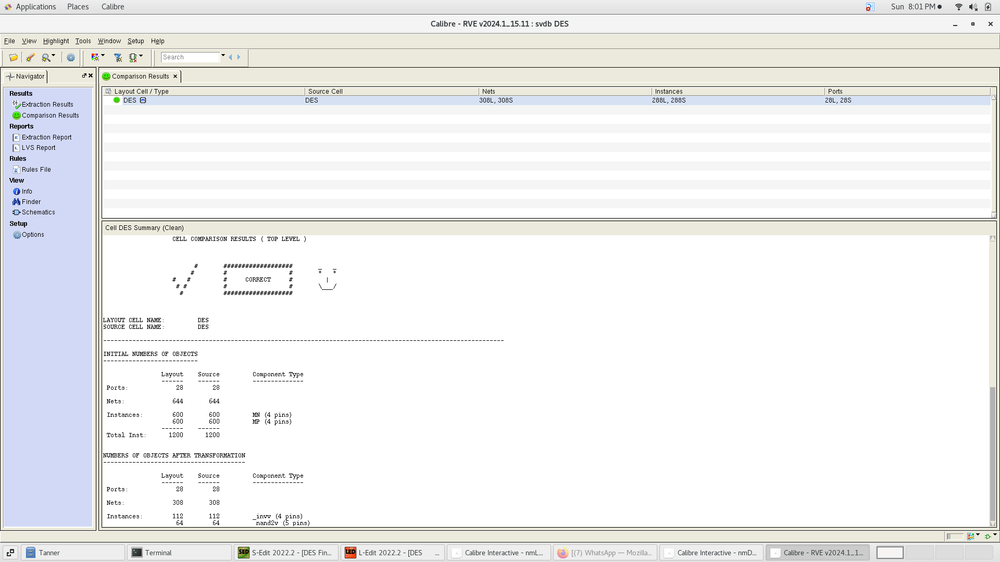 Applications Places Calibre Sun 8:01 PM
Calibre - RVE v2024.1_15.11 : svdb DES
File View Highlight Tools Window Setup Help
Search
Navigator
Comparison Results
Results
Extraction Results
Comparison Results
Reports
Extraction Report
LVS Report
Rules
Rules File
View
Info
Finder
Schematics
Setup
Options
Layout Cell / Type Source Cell Nets Instances Ports
DES DES 308L, 308S 288L, 288S 28L, 28S
Cell DES Summary (Clean)
CELL COMPARISON RESULTS ( TOP LEVEL )
# ################### _ _
# # # * *
# # # CORRECT # |
# # # # \___/
# ###################
LAYOUT CELL NAME: DES
SOURCE CELL NAME: DES
--------------------------------------------------------------------------------------------------------------
INITIAL NUMBERS OF OBJECTS
--------------------------
Layout Source Component Type
------ ------ --------------
Ports: 28 28
Nets: 644 644
Instances: 600 600 MN (4 pins)
600 600 MP (4 pins)
------ ------
Total Inst: 1200 1200
NUMBERS OF OBJECTS AFTER TRANSFORMATION
---------------------------------------
Layout Source Component Type
------ ------ --------------
Ports: 28 28
Nets: 308 308
Instances: 112 112 _invv (4 pins)
64 64 _nand2v (5 pins)
Tanner
Terminal
S-Edit 2022.2 - [DES Fin...
L-Edit 2022.2 - [DES ...
Calibre Interactive - nmL...
[(7) WhatsApp — Mozilla...
Calibre Interactive - nmD...
Calibre - RVE v2024.1_1...